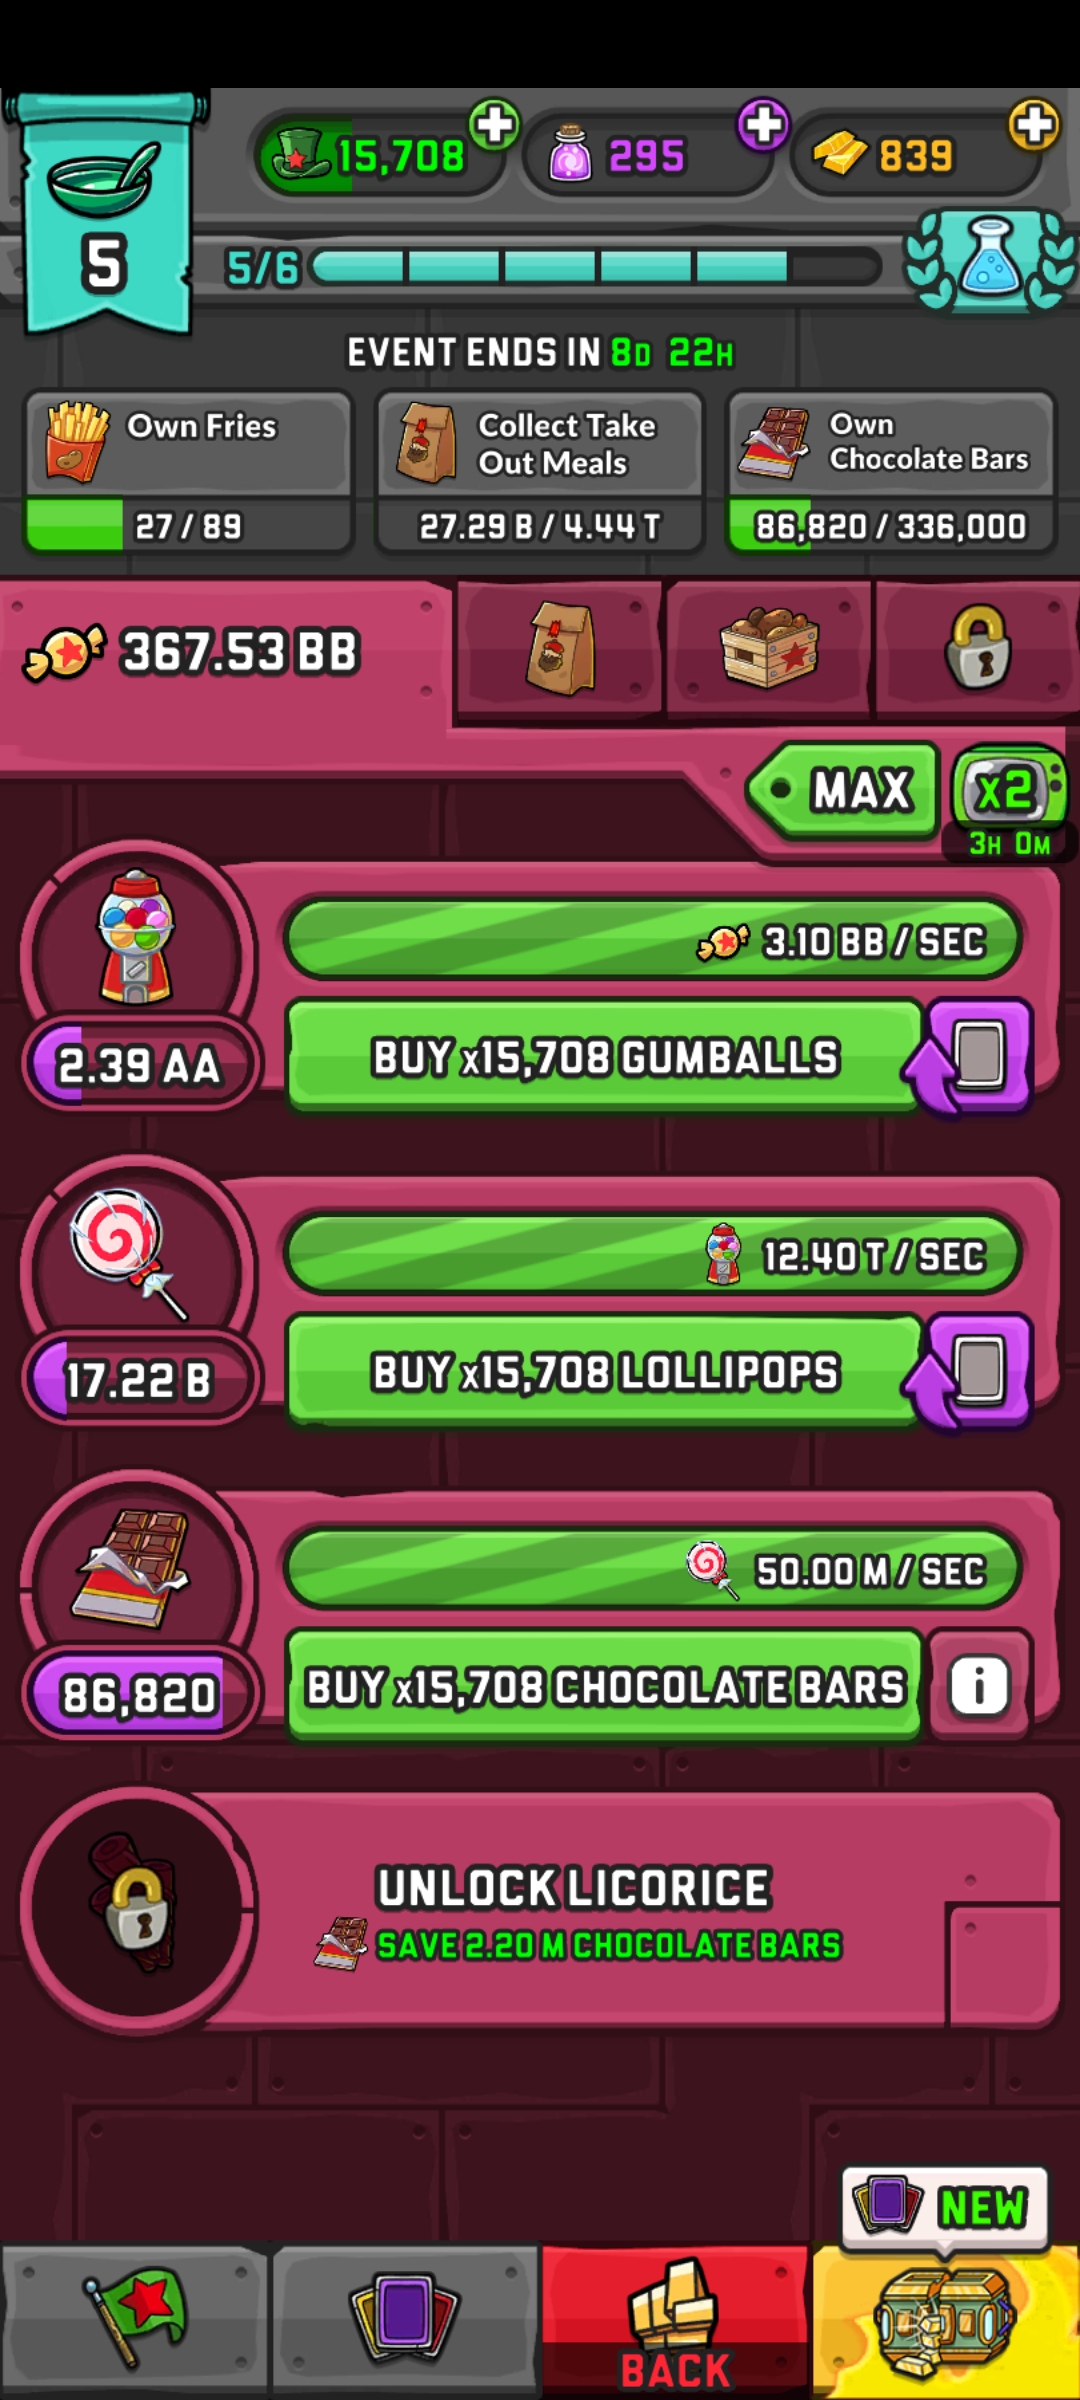 15,708
295
839
5
5/6
EVENT ENDS IN 8D 22H
Own Fries
27 / 89
Collect Take
Out Meals
27.29 B / 4.44 T
Own
Chocolate Bars
86,820 / 336,000
367.53 BB
MAX
x2
3H 0M
3.10 BB / SEC
2.39 AA
BUY x15,708 GUMBALLS
12.40 T / SEC
17.22 B
BUY x15,708 LOLLIPOPS
50.00 M / SEC
86,820
BUY x15,708 CHOCOLATE BARS
i
UNLOCK LICORICE
SAVE 2.20 M CHOCOLATE BARS
NEW
BACK